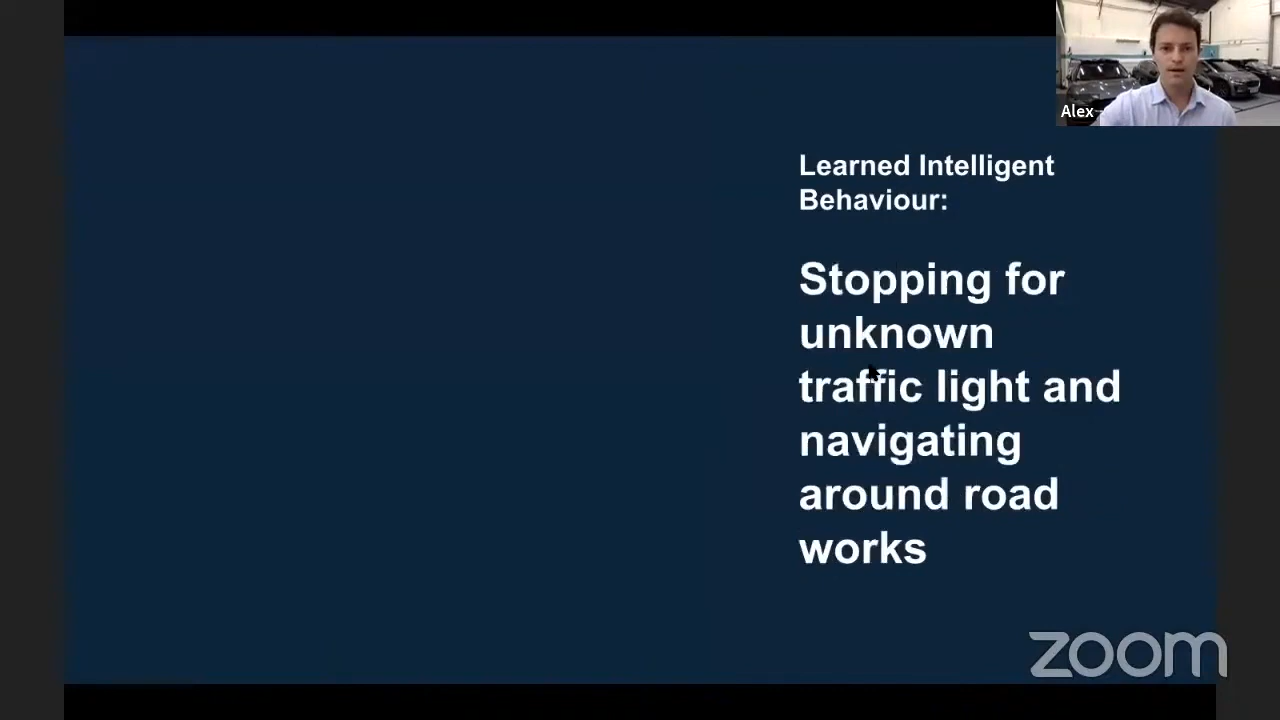 Alex
Learned Intelligent
Behaviour:
Stopping for
unknown
traffic light and
navigating
around road
works
zoom